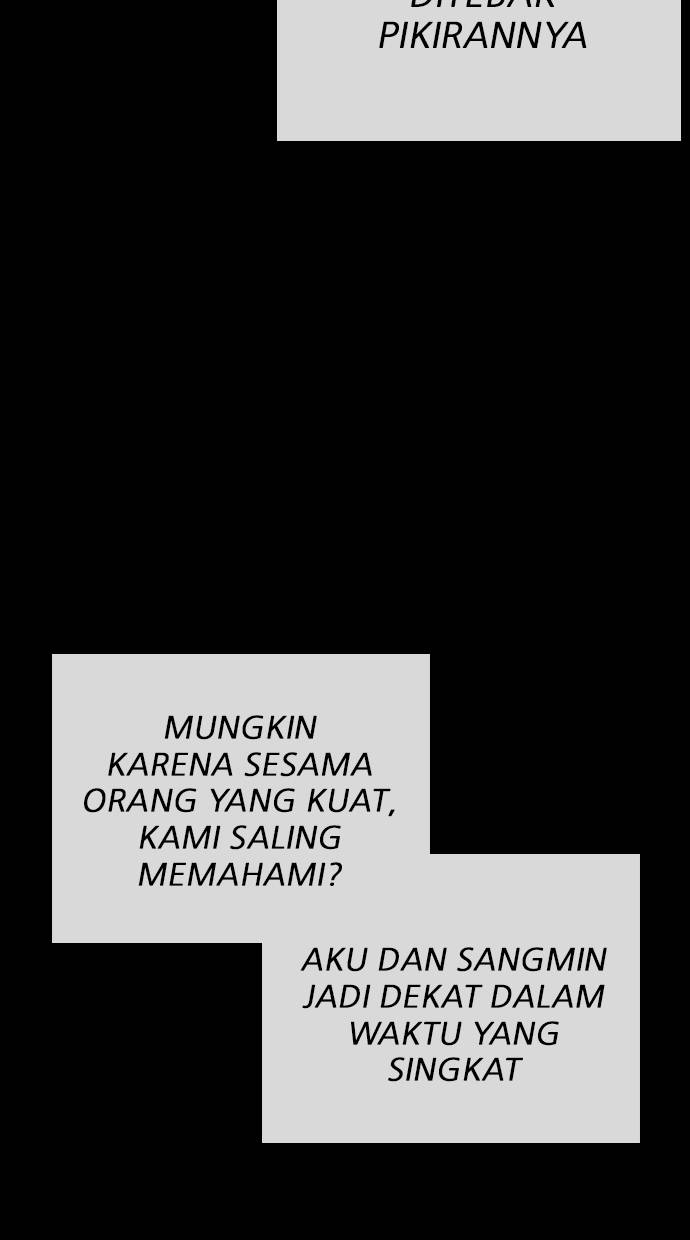 DITEBAK
PIKIRANNYA
MUNGKIN
KARENA SESAMA
ORANG YANG KUAT,
KAMI SALING
MEMAHAMI?
AKU DAN SANGMIN
JADI DEKAT DALAM
WAKTU YANG
SINGKAT